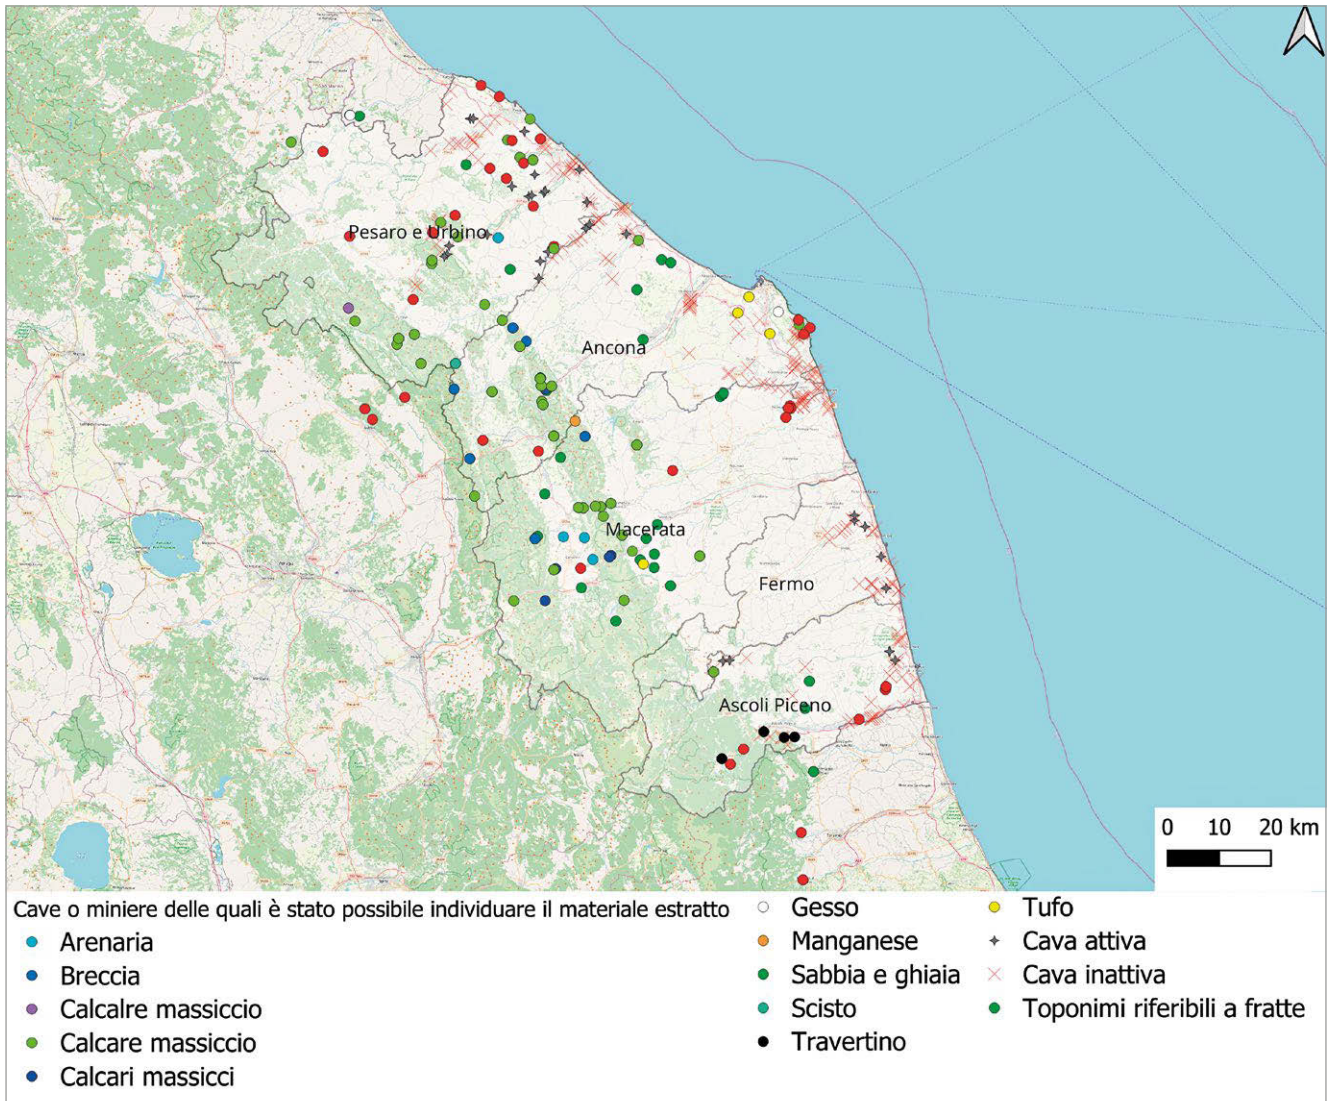 Pesaro e Urbino
Ancona
Macerata
Fermo
Ascoli Piceno
0 10 20 km
Cave o miniere delle quali è stato possibile individuare il materiale estratto
Arenaria
Breccia
Calcalre massiccio
Calcare massiccio
Calcari massicci
Gesso
Manganese
Sabbia e ghiaia
Scisto
Travertino
Tufo
Cava attiva
Cava inattiva
Toponimi riferibili a fratte